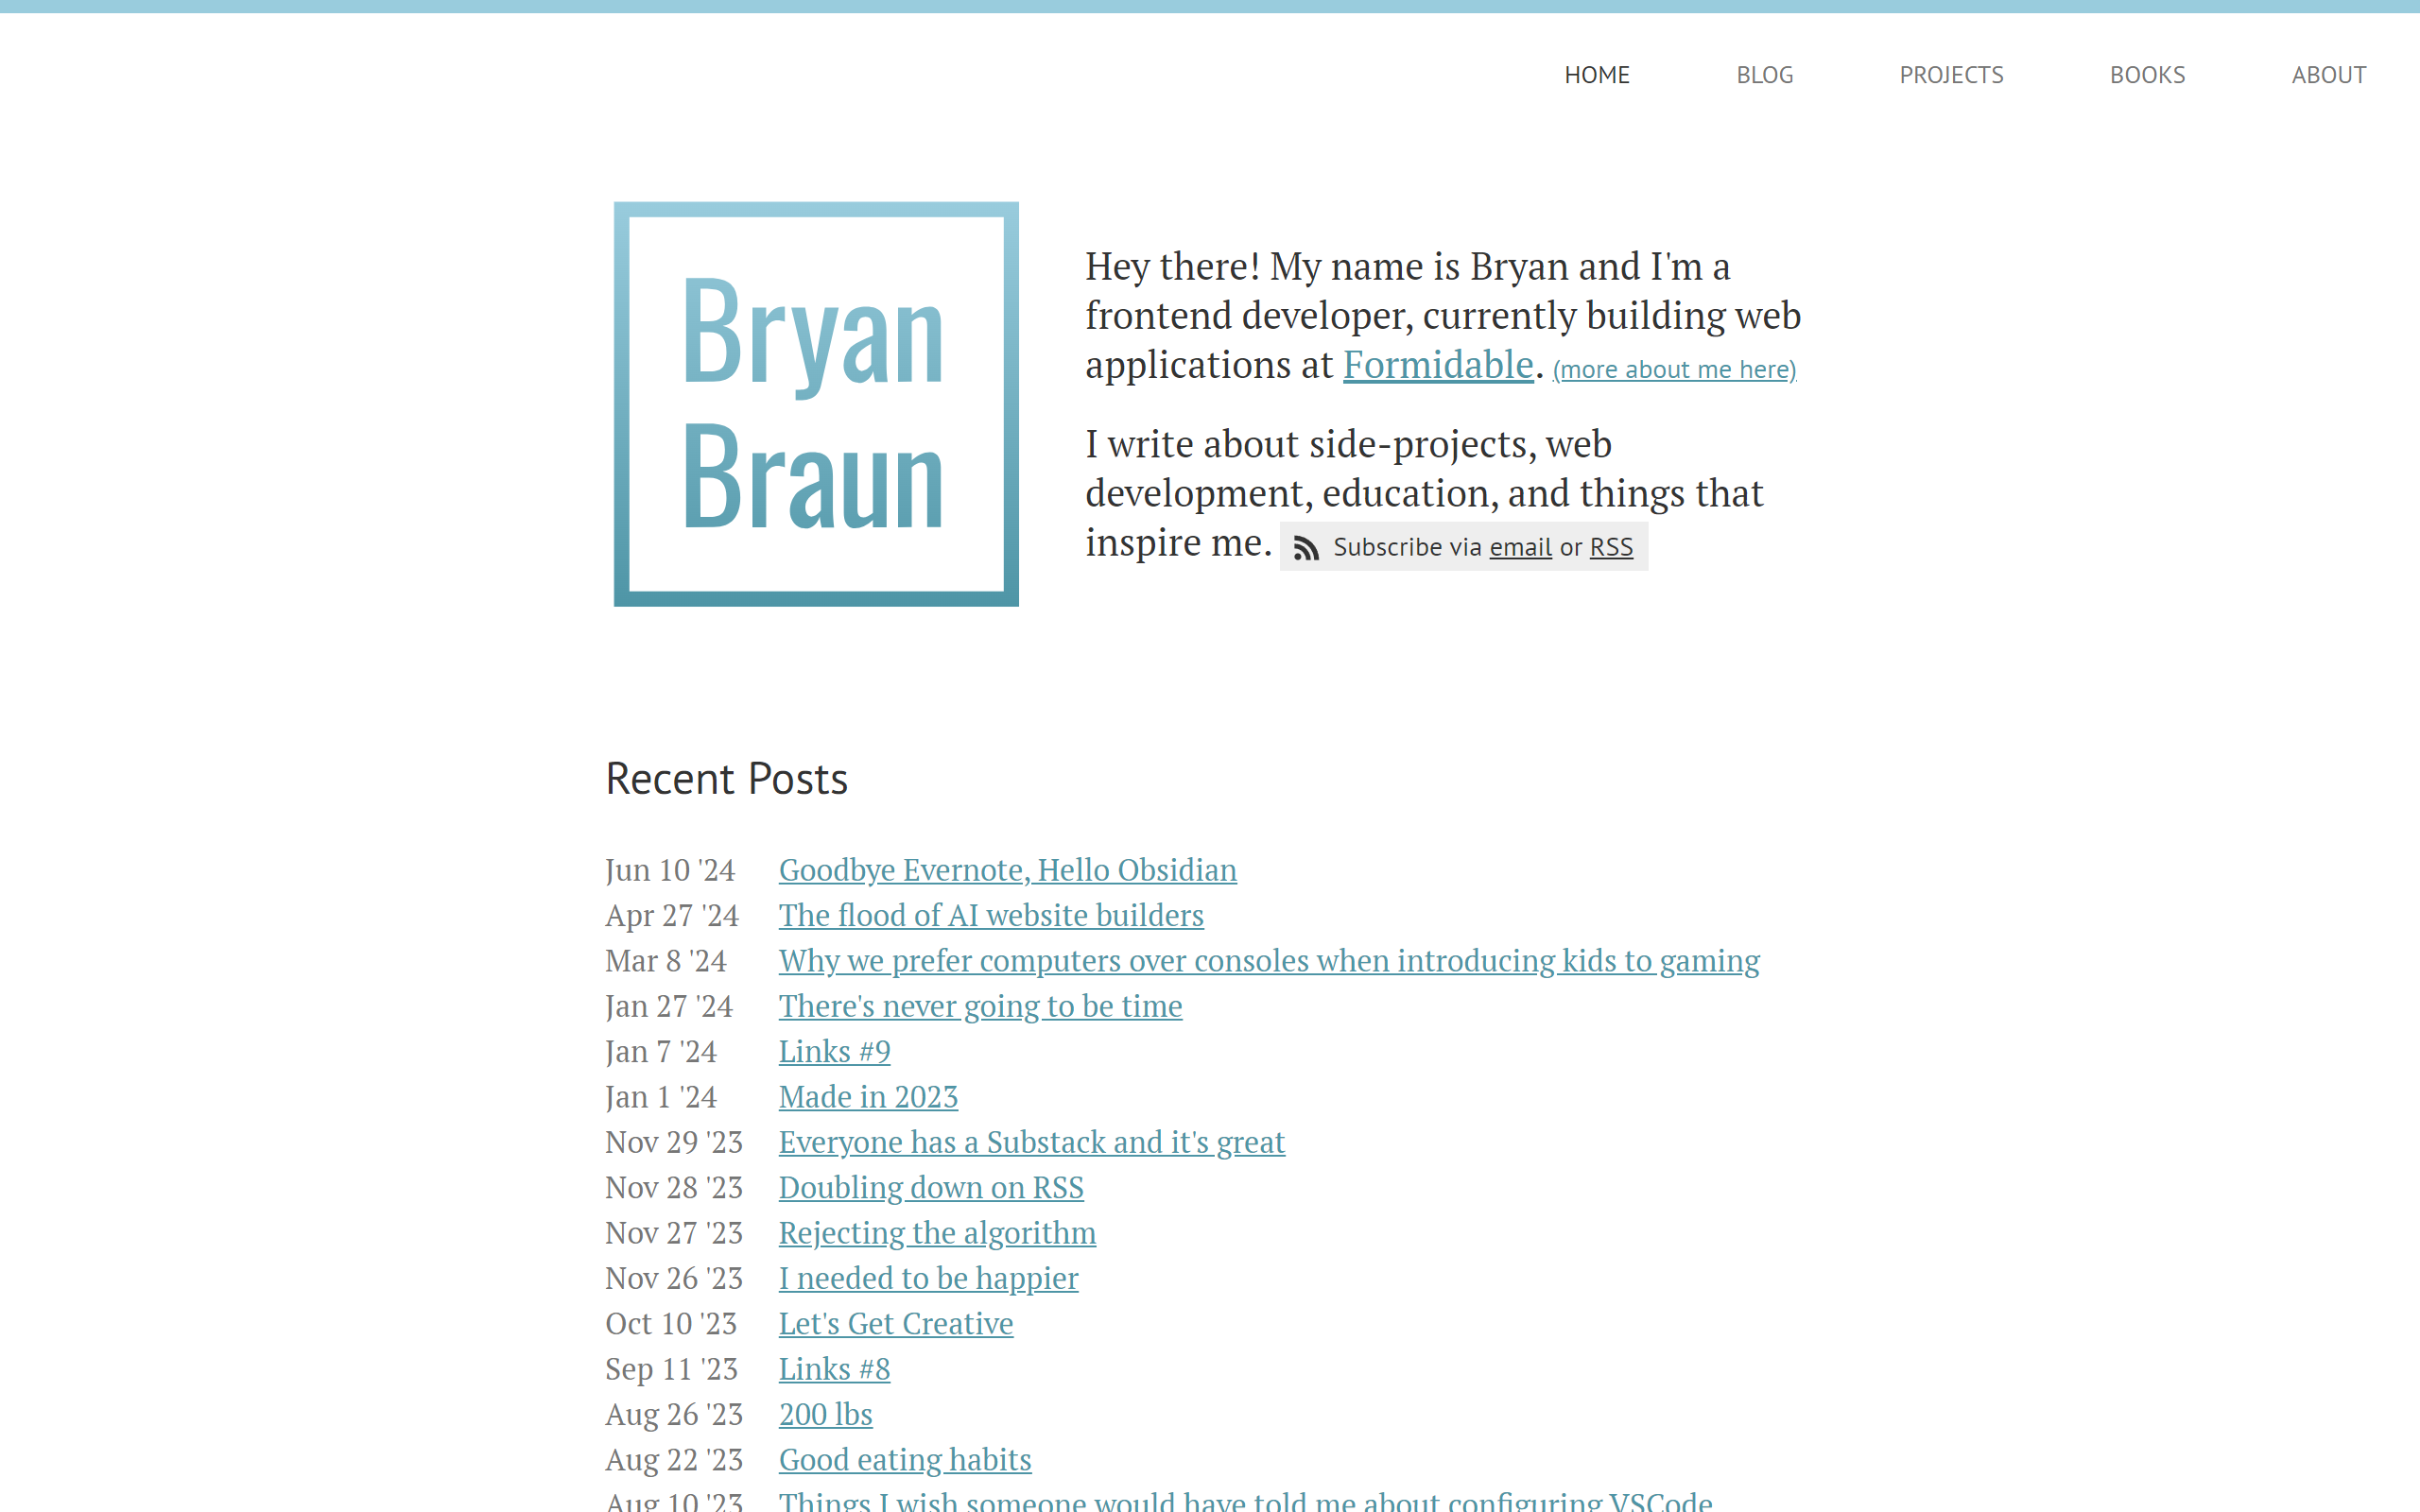 HOME BLOG PROJECTS BOOKS ABOUT
Bryan
Braun
Hey there! My name is Bryan and I'm a
frontend developer, currently building web
applications at Formidable. (more about me here)
I write about side-projects, web
development, education, and things that
inspire me. Subscribe via email or RSS
Recent Posts
Jun 10 '24 Goodbye Evernote, Hello Obsidian
Apr 27 '24 The flood of AI website builders
Mar 8 '24 Why we prefer computers over consoles when introducing kids to gaming
Jan 27 '24 There's never going to be time
Jan 7 '24 Links #9
Jan 1 '24 Made in 2023
Nov 29 '23 Everyone has a Substack and it's great
Nov 28 '23 Doubling down on RSS
Nov 27 '23 Rejecting the algorithm
Nov 26 '23 I needed to be happier
Oct 10 '23 Let's Get Creative
Sep 11 '23 Links #8
Aug 26 '23 200 lbs
Aug 22 '23 Good eating habits
Aug 10 '23 Things I wish someone would have told me about configuring VSCode